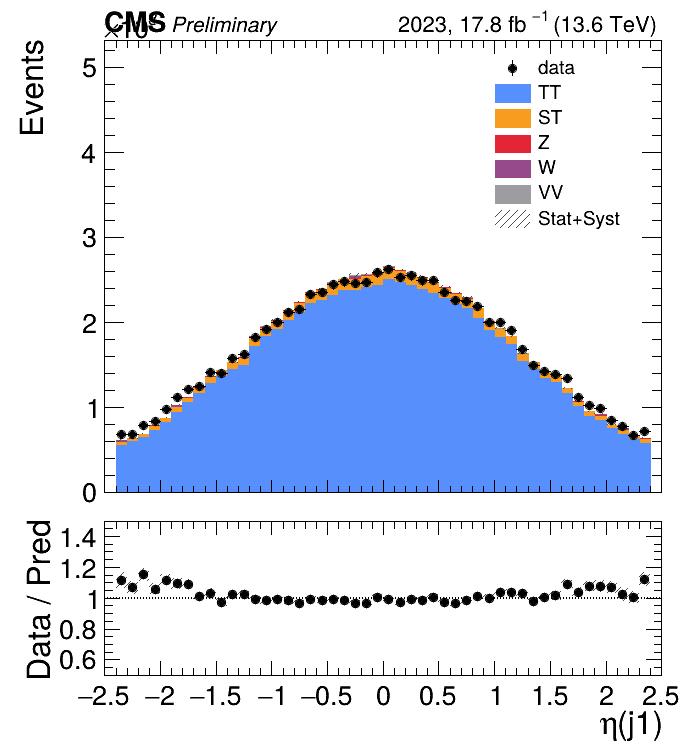 CMS Preliminary 2023, 17.8 fb⁻¹ (13.6 TeV)
Events
5
4
3
2
1
0
data
TT
ST
Z
W
VV
Stat+Syst
Data / Pred
1.4
1.2
1
0.8
0.6
−2.5 −2 −1.5 −1 −0.5 0 0.5 1 1.5 2 2.5
η(j1)